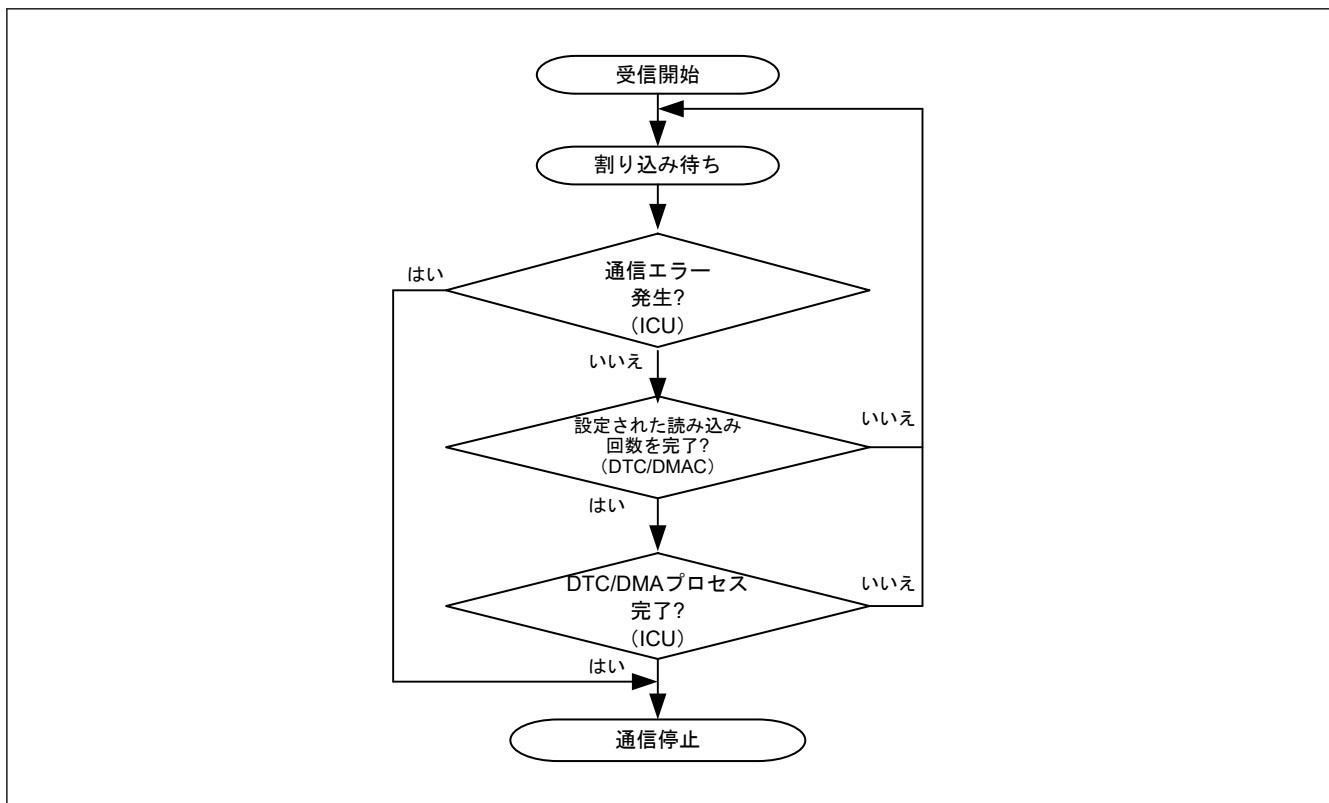 受信開始
割り込み待ち
はい
通信エラー
発生?
（ICU）
いいえ
設定された読み込み
回数を完了?
（DTC/DMAC）
いいえ
はい
DTC/DMAプロセス
完了?
（ICU）
いいえ
はい
通信停止